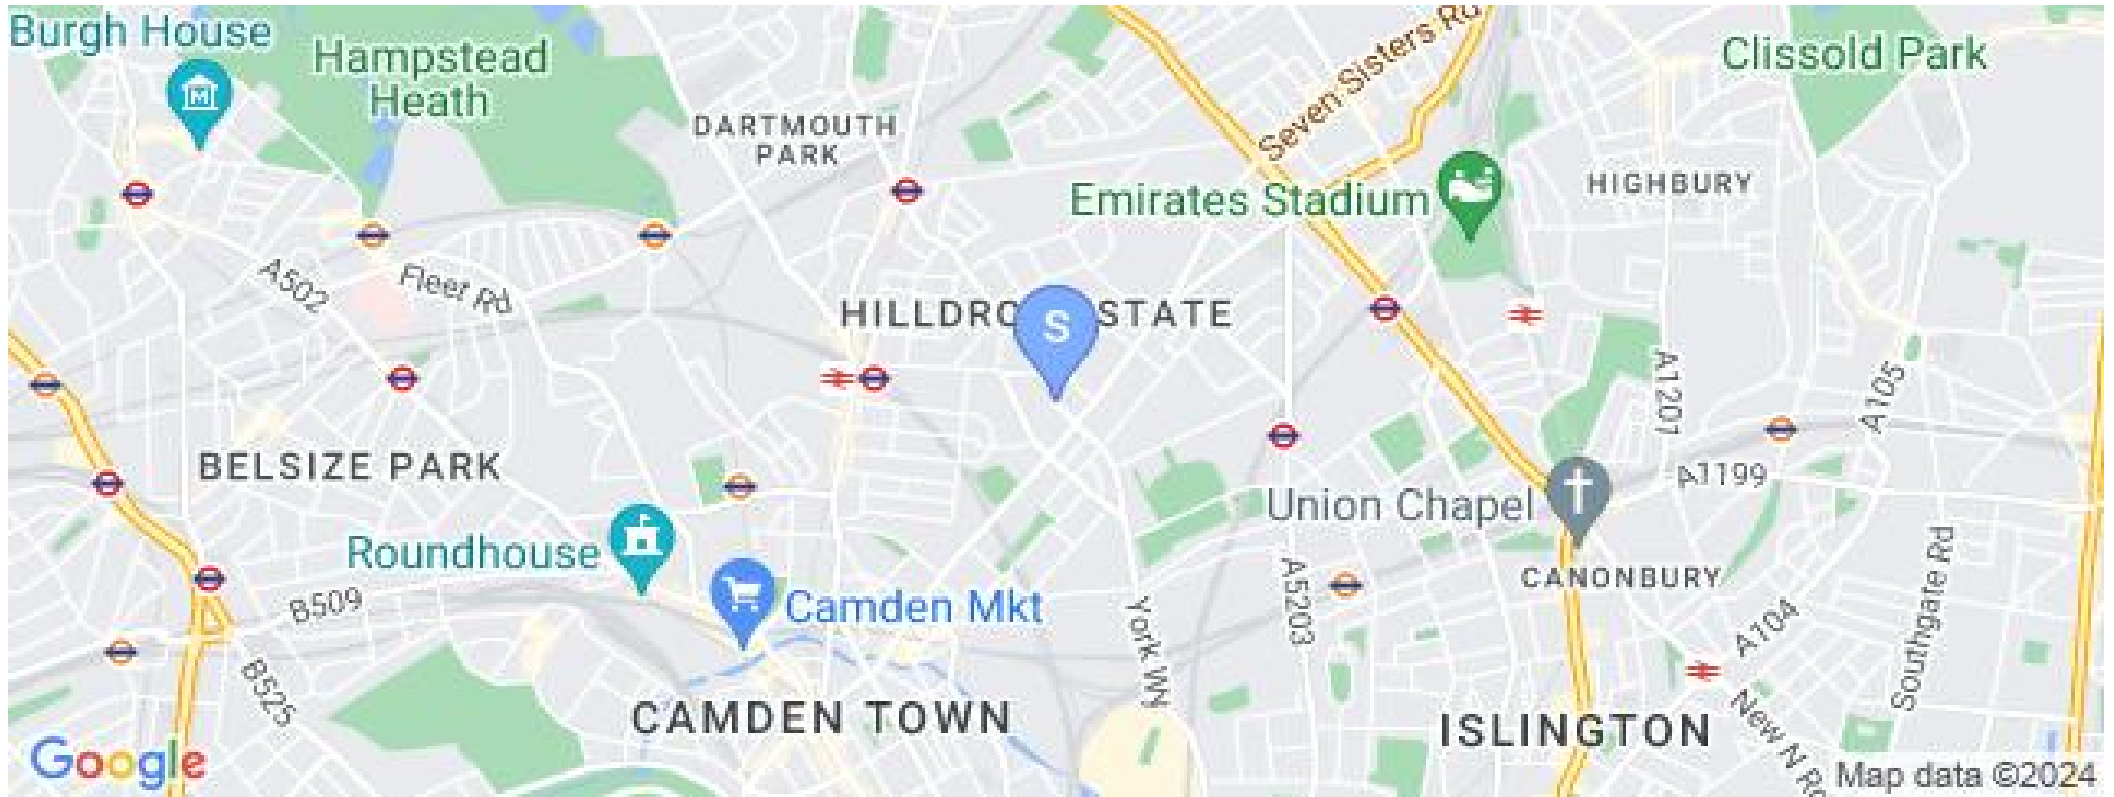 Burgh House
Hampstead
Heath
Seven Sisters Rd
Clissold Park
DARTMOUTH
PARK
HIGHBURY
Emirates Stadium
A502
Fleet Rd
HILLDRO
S
STATE
A1201
A105
BELSIZE PARK
A1199
Union Chapel
Roundhouse
CANONBURY
B509
Camden Mkt
A5203
York Wy
A104
Southgate Rd
B525
CAMDEN TOWN
ISLINGTON
New N Rd
Google
Map data ©2024